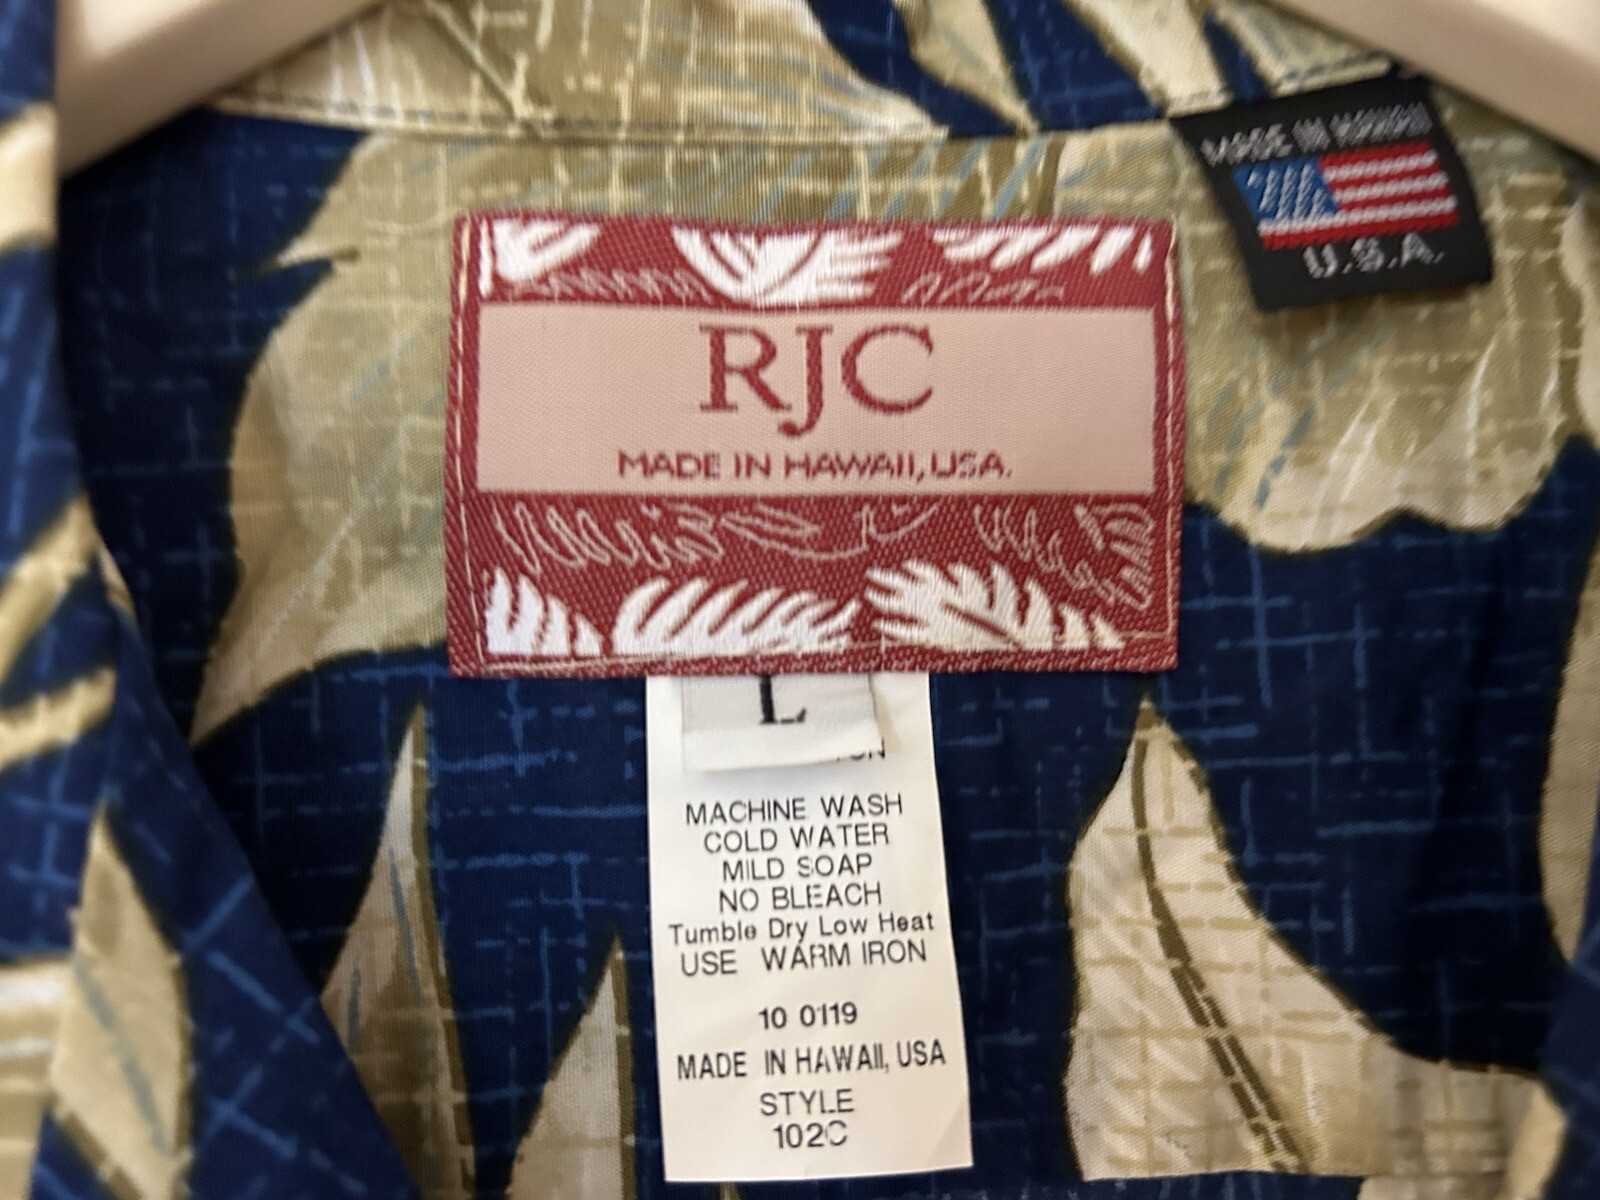 MADE IN HAWAII
U.S.A.
RJC
MADE IN HAWAII, USA.
L
MACHINE WASH
COLD WATER
MILD SOAP
NO BLEACH
Tumble Dry Low Heat
USE WARM IRON
10 0119
MADE IN HAWAII, USA
STYLE
102C